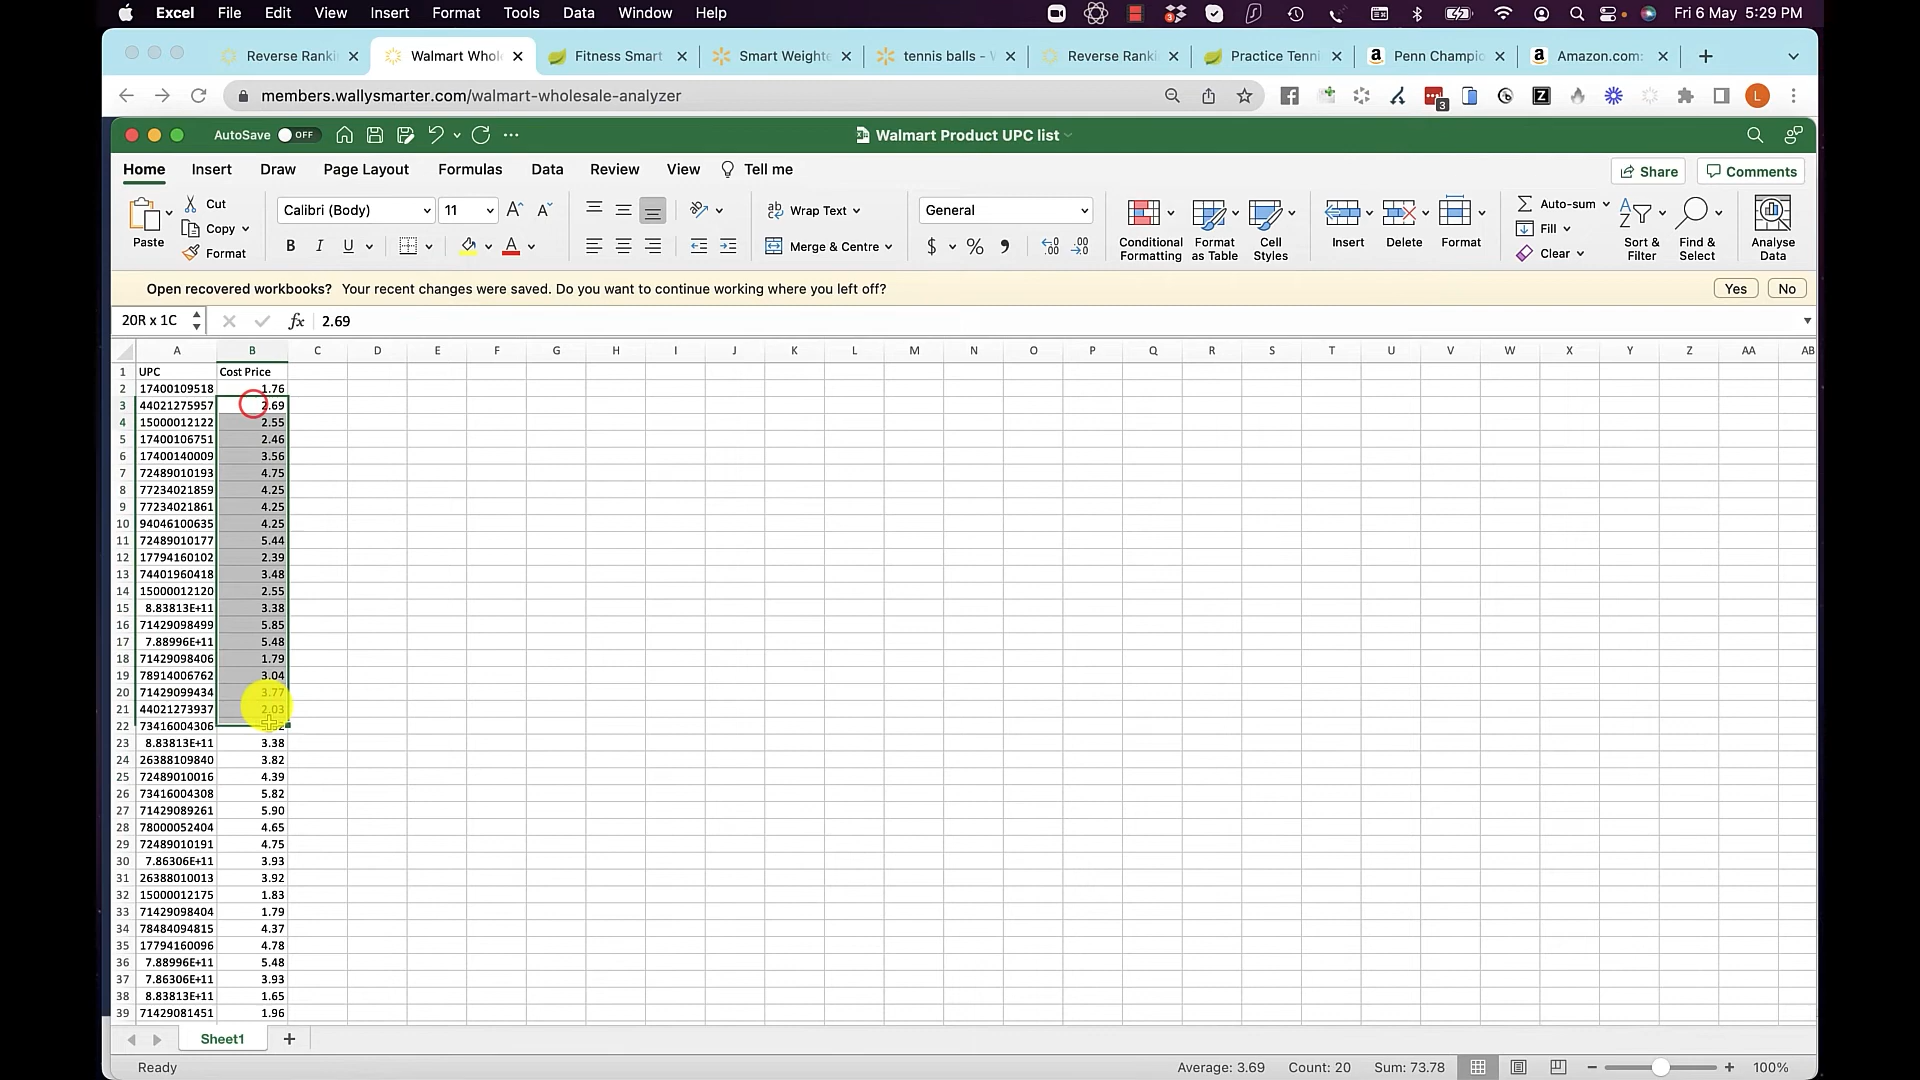 Excel File Edit View Insert Format Tools Data Window Help
3
Fri 6 May 5:29 PM
Reverse Ranki
Walmart Whol
Fitness Smart
Smart Weighte
tennis balls - W
Reverse Ranki
Practice Tenni
Penn Champio
Amazon.com:
members.wallysmarter.com/walmart-wholesale-analyzer
3
Z
L
AutoSave OFF
Walmart Product UPC list
Home Insert Draw Page Layout Formulas Data Review View Tell me
Share Comments
Paste
Cut
Copy
Format
Calibri (Body) 11
B I U
Wrap Text
Merge & Centre
General
Conditional Formatting
Format as Table
Cell Styles
Insert
Delete
Format
Auto-sum
Fill
Clear
Sort & Filter
Find & Select
Analyse Data
Open recovered workbooks? Your recent changes were saved. Do you want to continue working where you left off? Yes No
20R x 1C fx 2.69
A B C D E F G H I J K L M N O P Q R S T U V W X Y Z AA AB
1 UPC Cost Price
2 17400109518 1.76
3 44021275957 2.69
4 15000012122 2.55
5 17400106751 2.46
6 17400140009 3.56
7 72489010193 4.75
8 77234021859 4.25
9 77234021861 4.25
10 94046100635 4.25
11 72489010177 5.44
12 17794160102 2.39
13 74401960418 3.48
14 15000012120 2.55
15 8.83813E+11 3.38
16 71429098499 5.85
17 7.88996E+11 5.48
18 71429098406 1.79
19 78914006762 3.04
20 71429099434 3.77
21 44021273937 2.03
22 73416004306
23 8.83813E+11 3.38
24 26388109840 3.82
25 72489010016 4.39
26 73416004308 5.82
27 71429089261 5.90
28 78000052404 4.65
29 72489010191 4.75
30 7.86306E+11 3.93
31 26388010013 3.92
32 15000012175 1.83
33 71429098404 1.79
34 78484094815 4.37
35 17794160096 4.78
36 7.88996E+11 5.48
37 7.86306E+11 3.93
38 8.83813E+11 1.65
39 71429081451 1.96
Sheet1
Ready
Average: 3.69 Count: 20 Sum: 73.78
100%